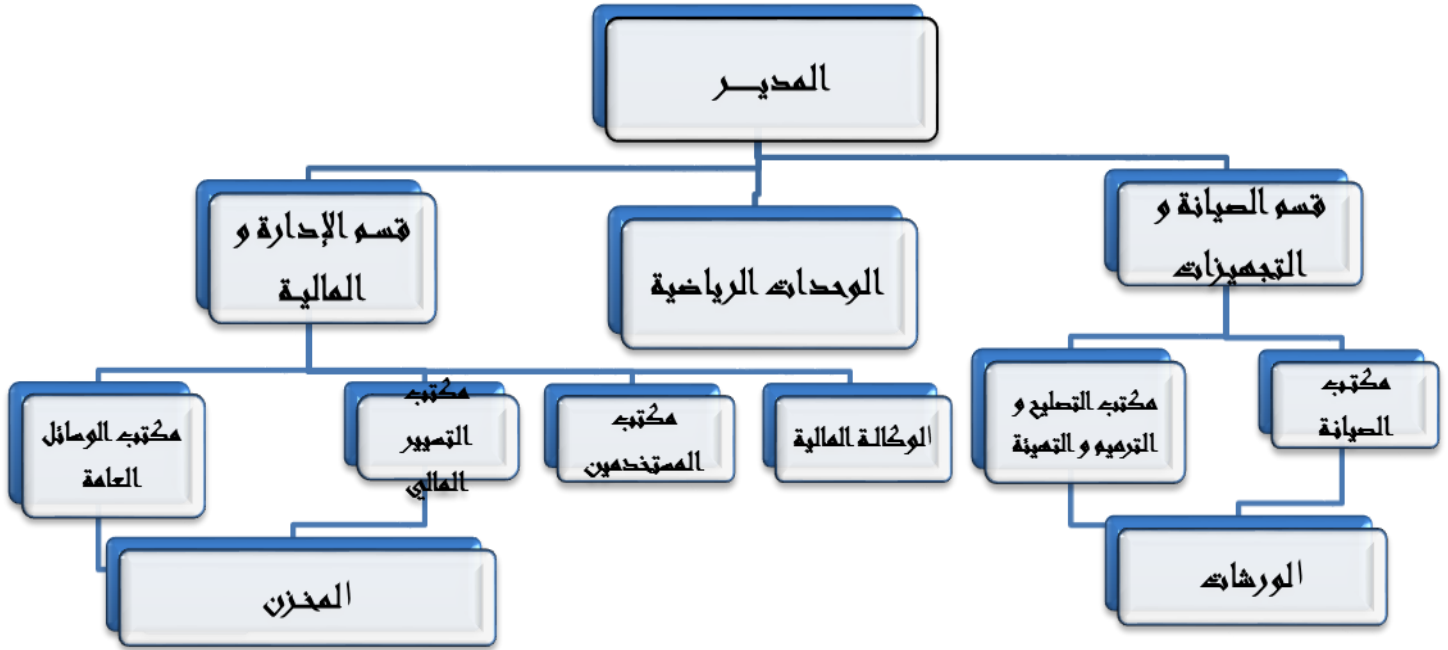 المديـــر
قسم الصيانة و
التجهيزات
الوحدات الرياضية
قسم الإدارة و
المالية
مكتب
الصيانة
مكتب التصليح و
الترميم و التهيئة
الوكالة المالية
مكتب
المستخدمين
مكتب
التسيير
المالي
مكتب الوسائل
العامة
الورشات
المخزن